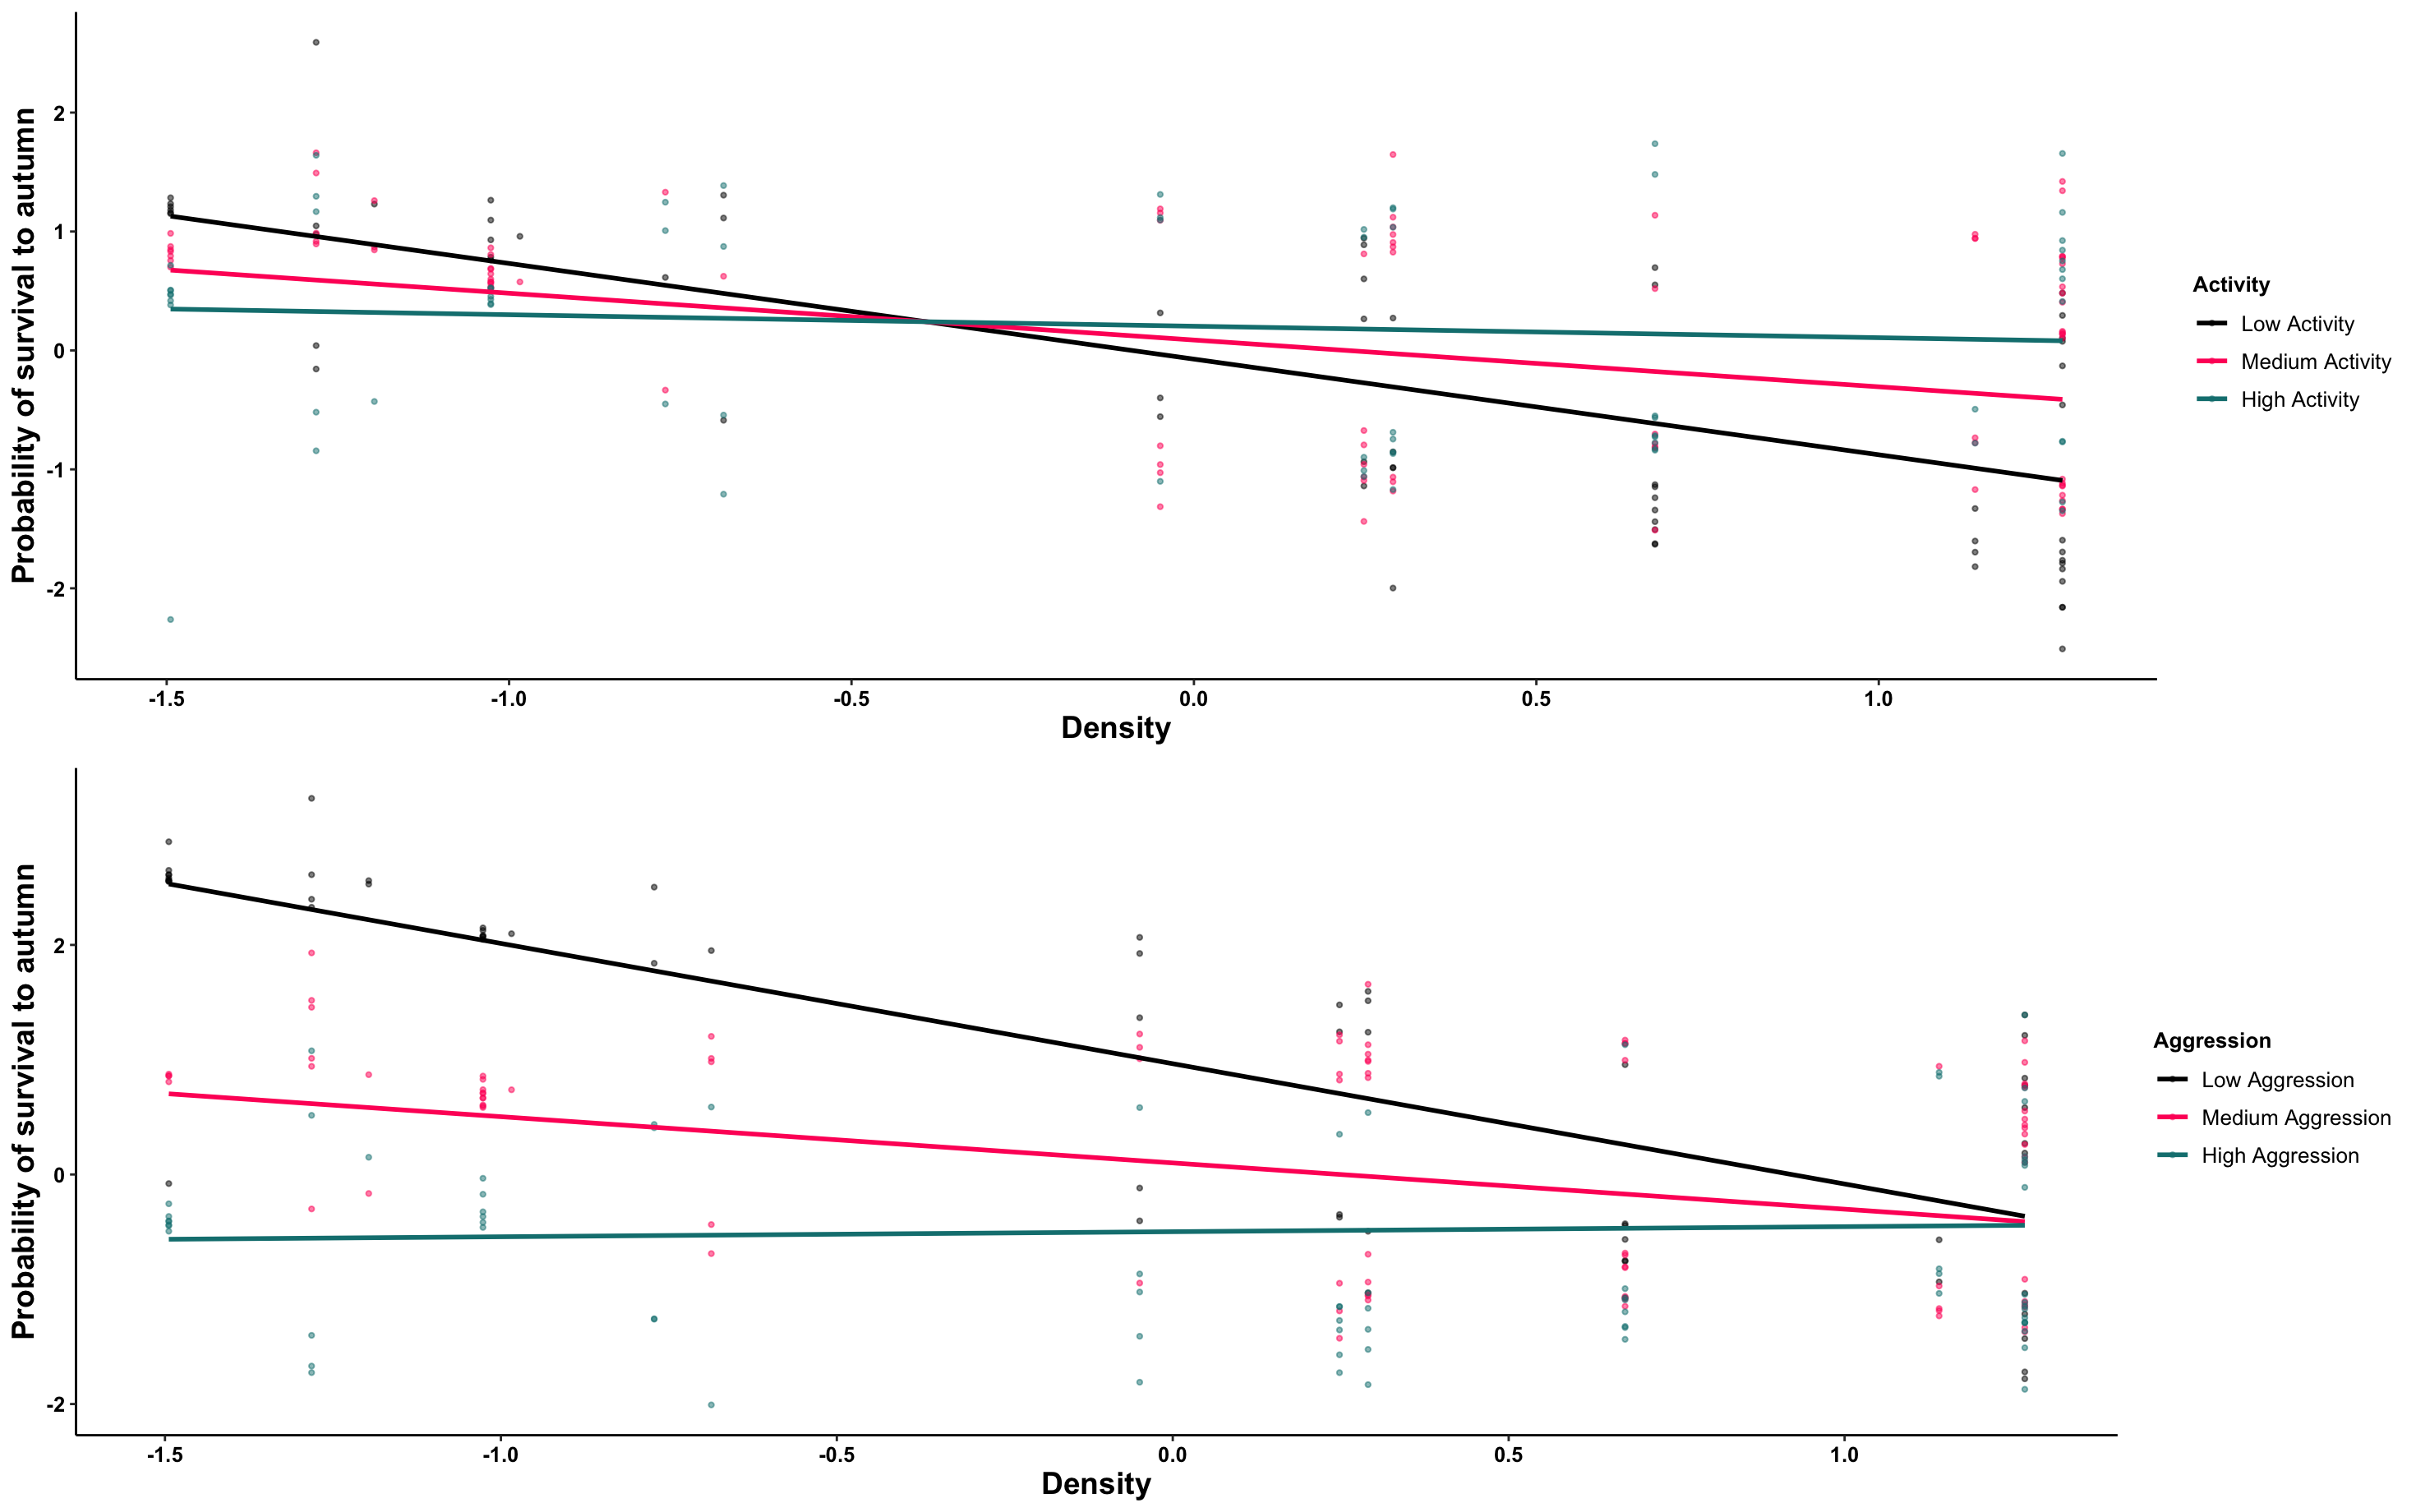 Probability of survival to autumn
2
1
0
-1
-2
-1.5 -1.0 -0.5 0.0 0.5 1.0
Density
Activity
Low Activity
Medium Activity
High Activity
Probability of survival to autumn
2
0
-2
-1.5 -1.0 -0.5 0.0 0.5 1.0
Density
Aggression
Low Aggression
Medium Aggression
High Aggression